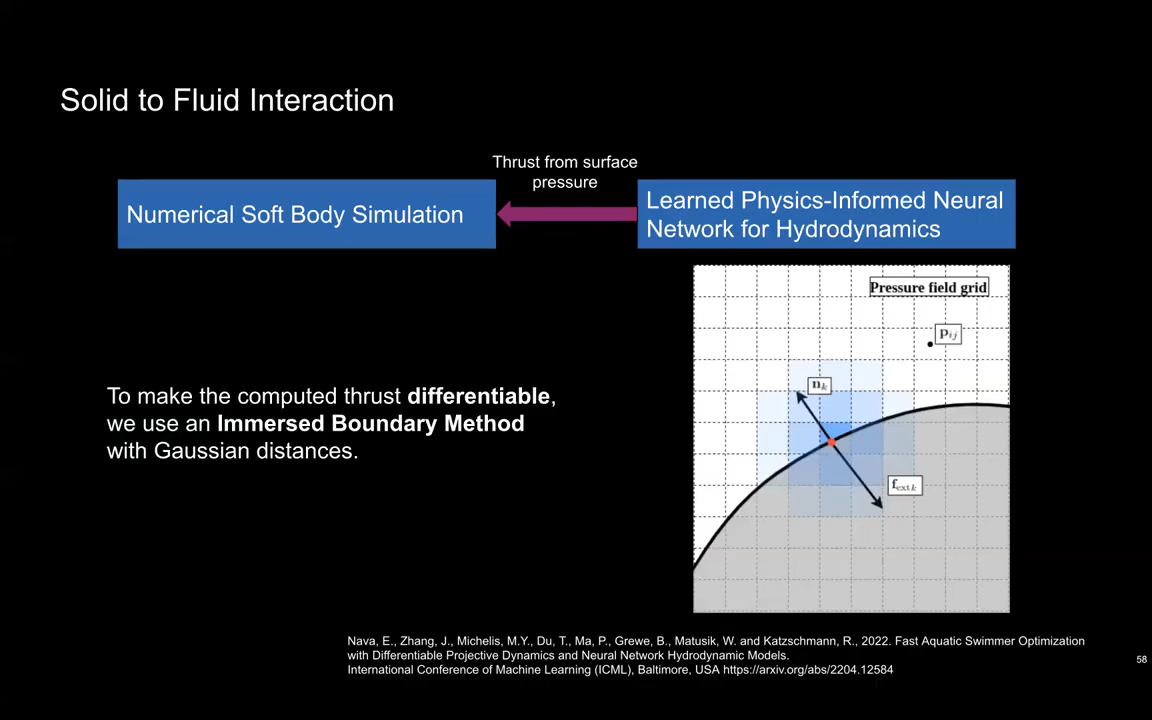 Solid to Fluid Interaction
Thrust from surface
pressure
Numerical Soft Body Simulation
Learned Physics-Informed Neural
Network for Hydrodynamics
Pressure field grid
p_ij
n_k
f_ext k
To make the computed thrust differentiable,
we use an Immersed Boundary Method
with Gaussian distances.
Nava, E., Zhang, J., Michelis, M.Y., Du, T., Ma, P., Grewe, B., Matusik, W. and Katzschmann, R., 2022. Fast Aquatic Swimmer Optimization
with Differentiable Projective Dynamics and Neural Network Hydrodynamic Models.
International Conference of Machine Learning (ICML), Baltimore, USA https://arxiv.org/abs/2204.12584
58